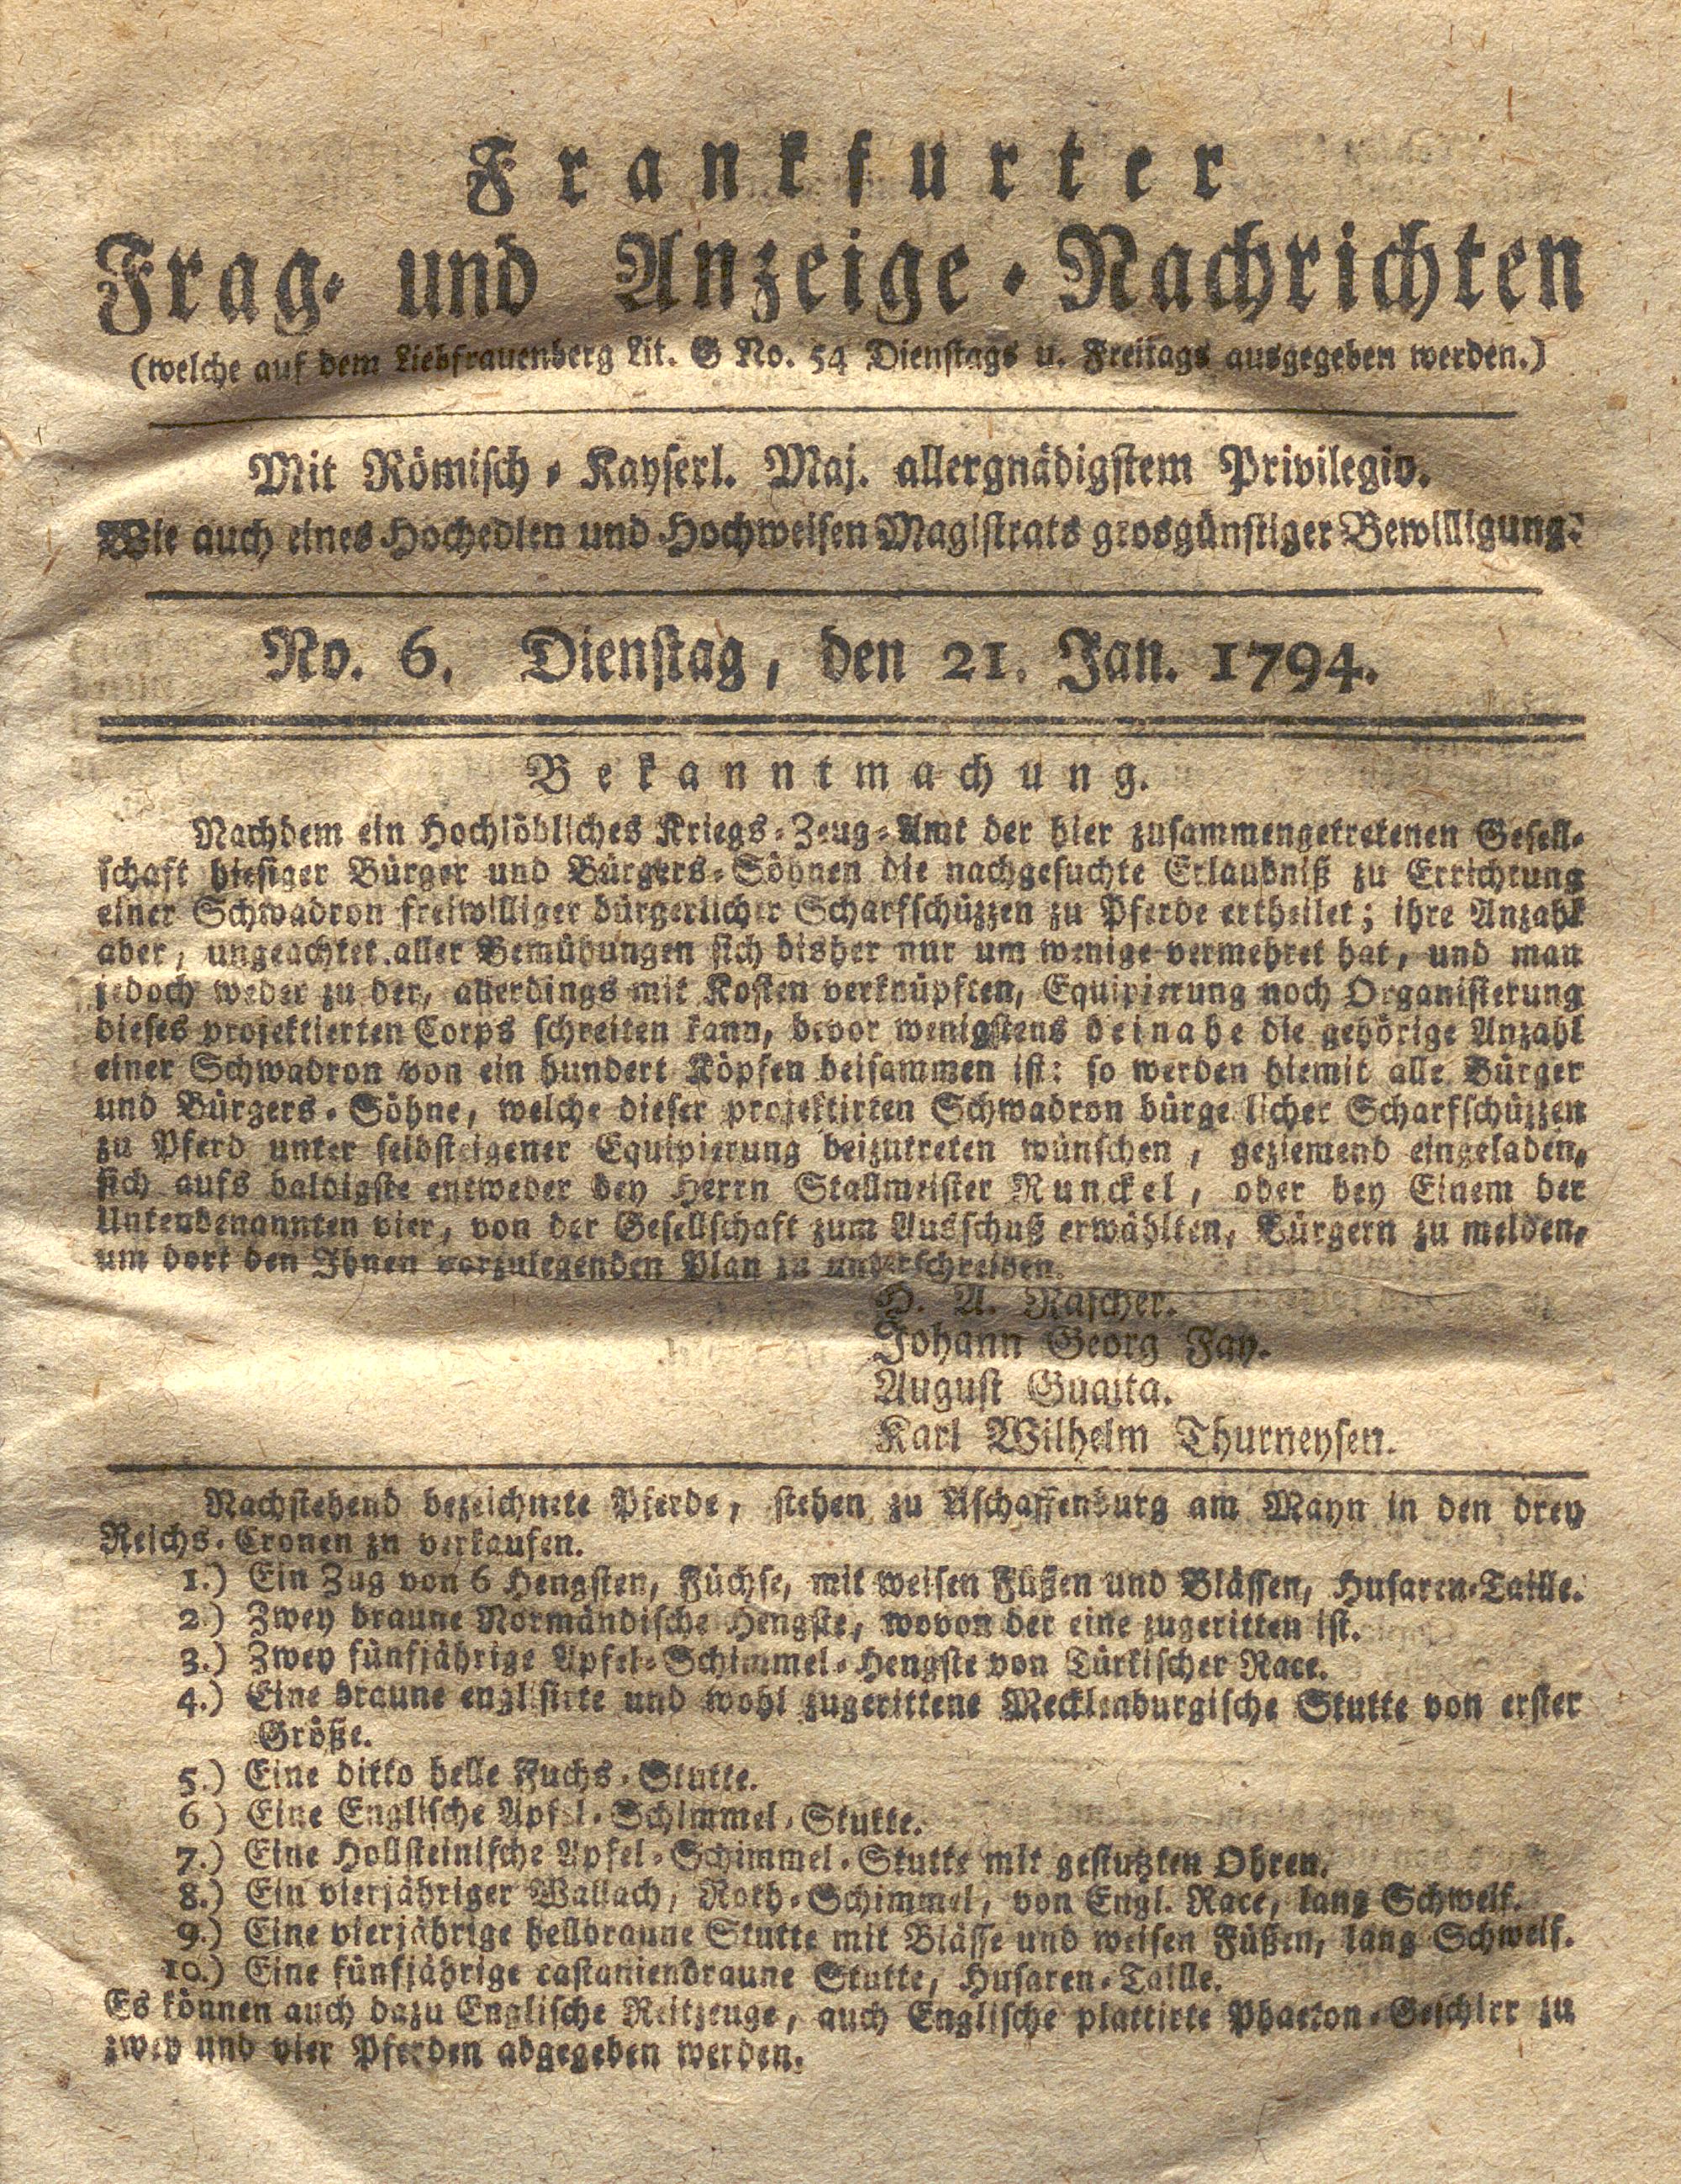 Frankfurter
Frag- und Anzeige-Nachrichten
(welche auf dem Liebfrauenberg Lit. G No. 54 Dienstags u. Freitags ausgegeben werden.)
Mit Römisch-Kayserl. Maj. allergnädigstem Privilegio.
Wie auch eines Hochedlen und Hochweisen Magistrats grosgünstiger Bewilligung.
No. 6. Dienstag, den 21. Jan. 1794.
Bekanntmachung.
Nachdem ein Hochlöbliches Kriegs-Zeug-Amt der hier zusammengetretenen Gesell-
schaft hiesiger Bürger und Bürgers-Söhnen die nachgesuchte Erlaubniß zu Errichtung
einer Schwadron freiwilliger bürgerlicher Scharfschüzzen zu Pferde ertheilet; ihre Anzahl
aber, ungeachtet aller Bemühungen sich bisher nur um wenige vermehret hat, und man
jedoch weder zu der, allerdings mit Kosten verknüpften, Equipierung noch Organisierung
dieses projektierten Corps schreiten kann, bevor wenigstens beinahe die gehörige Anzahl
einer Schwadron von ein hundert Köpfen beisammen ist: so werden hiemit alle Bürger
und Bürgers-Söhne, welche dieser projektirten Schwadron bürgerlicher Scharfschüzzen
zu Pferd unter selbsteigener Equipierung beizutreten wünschen, geziemend eingeladen,
sich aufs baldigste entweder bey Herrn Stallmeister Runckel, oder bey Einem der
Untenbenannten vier, von der Gesellschaft zum Ausschuß erwählten, Bürgern zu melden,
um dort den Ihnen vorzulegenden Plan zu unterschreiben.
H. A. Rascher.
Johann Georg Fay.
August Guaita.
Karl Wilhelm Thurneysen.
Nachstehend bezeichnete Pferde, stehen zu Aschaffenburg am Mayn in den drey
Reichs-Cronen zu verkaufen.
1.) Ein Zug von 6 Hengsten, Füchse, mit weisen Füßen und Blässen, Husaren-Taille.
2.) Zwey braune Normändische Hengste, wovon der eine zugeritten ist.
3.) Zwey fünfjährige Apfel-Schimmel-Hengste von Türkischer Race.
4.) Eine braune englisirte und wohl zugerittene Mecklenburgische Stutte von erster
Größe.
5.) Eine ditto helle Fuchs-Stutte.
6) Eine Englische Apfel-Schimmel-Stutte.
7.) Eine Hollsteinische Apfel-Schimmel-Stutte mit gestutzten Ohren.
8.) Ein vierjähriger Wallach, Roth-Schimmel, von Engl. Race, lang Schweif.
9.) Eine vierjährige hellbraune Stutte mit Blässe und weisen Füßen, lang Schweif.
10.) Eine fünfjährige castanienbraune Stutte, Husaren-Taille.
Es können auch dazu Englische Reitzeuge, auch Englische plattirte Phaeton-Geschirr zu
zwey und vier Pferden abgegeben werden.